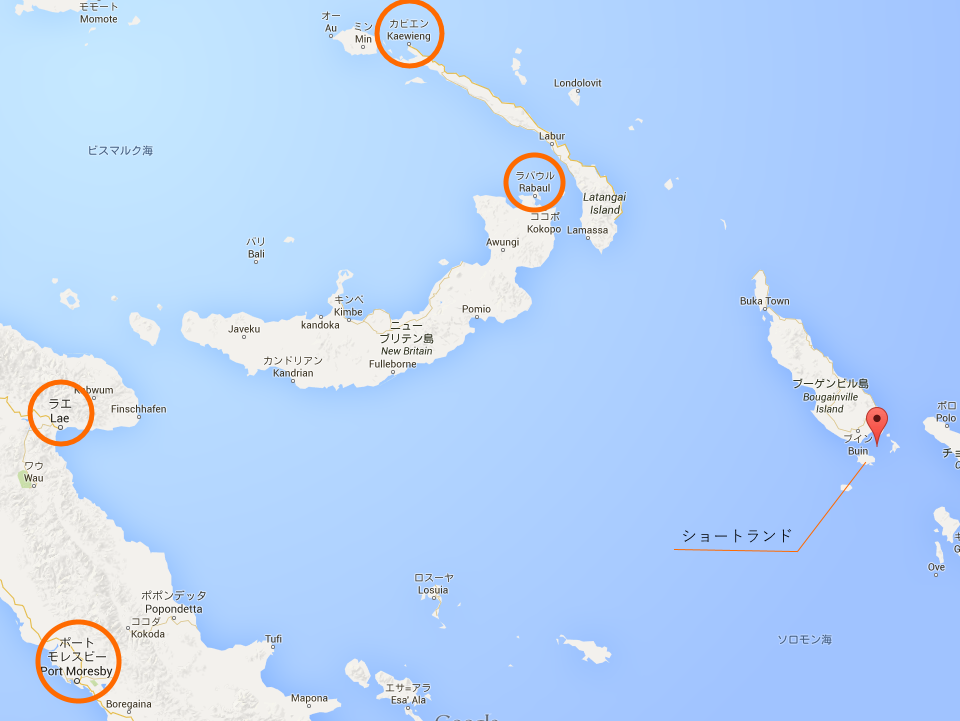 モモート
Momote
オー
Au
ミン
Min
カビエン
Kaewieng
Londolovit
Labur
ビスマルク海
ラバウル
Rabaul
Latangai
Island
ココポ
Kokopo
Lamassa
Awungi
バリ
Bali
キンベ
Kimbe
kandoka
Javeku
Pomio
ニュー
ブリテン島
New Britain
Fulleborne
カンドリアン
Kandrian
Buka Town
ブーゲンビル島
Bougainville
Island
ブイン
Buin
ポロ
Polo
チョ
Kabwum
ラエ
Lae
Finschhafen
ワウ
Wau
ショートランド
Ove
ポポンデッタ
Popondetta
ココダ
Kokoda
ロスーヤ
Losuia
ソロモン海
ポート
モレスビー
Port Moresby
Tufi
Boregaina
Mapona
エサ=アラ
Esa' Ala
Google